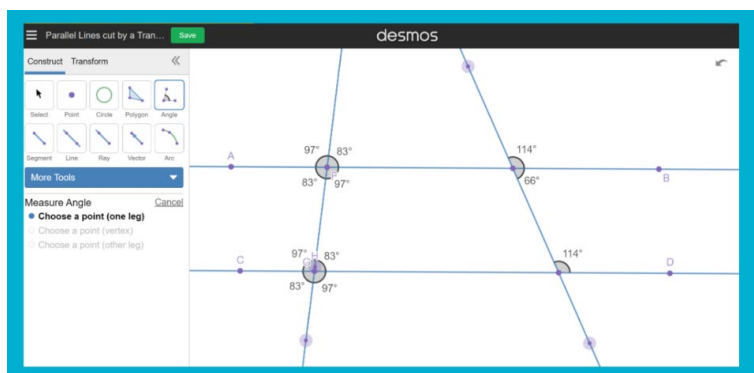 Parallel Lines cut by a Tran...
Save
desmos
Construct Transform
Select Point Circle Polygon Angle
Segment Line Ray Vector Arc
More Tools
Measure Angle Cancel
Choose a point (one leg)
Choose a point (vertex)
Choose a point (other leg)
97° 83° 114°
A
83° 97° 66° B
97° 83° 114°
C D
83° 97°